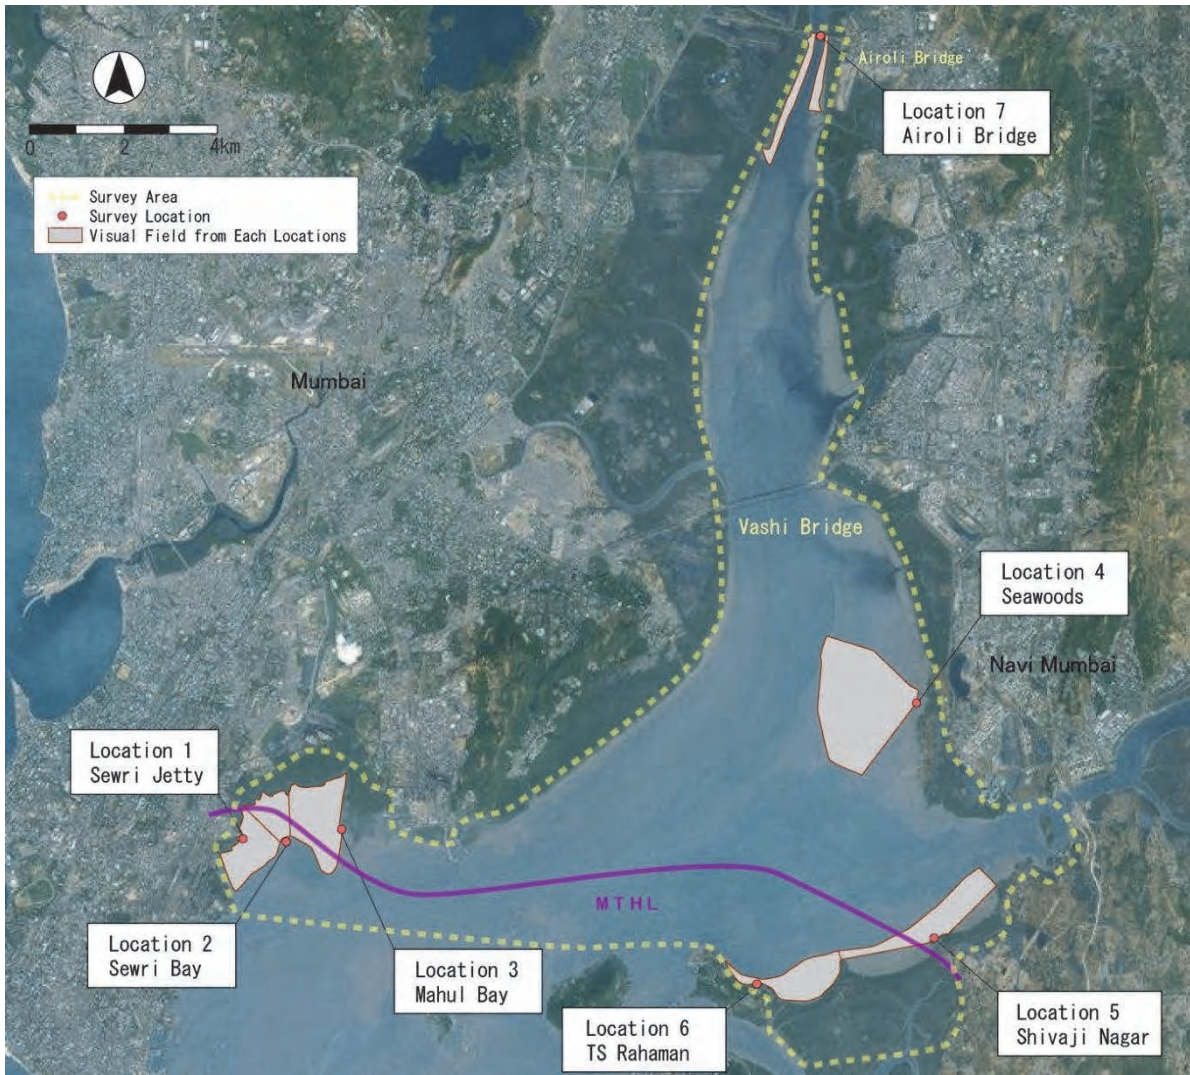 Airoli Bridge
Location 7
Airoli Bridge
0
2
4km
Survey Area
Survey Location
Visual Field from Each Locations
Mumbai
Vashi Bridge
Location 4
Seawoods
Navi Mumbai
Location 1
Sewri Jetty
MTHL
Location 2
Sewri Bay
Location 3
Mahul Bay
Location 5
Shivaji Nagar
Location 6
TS Rahaman